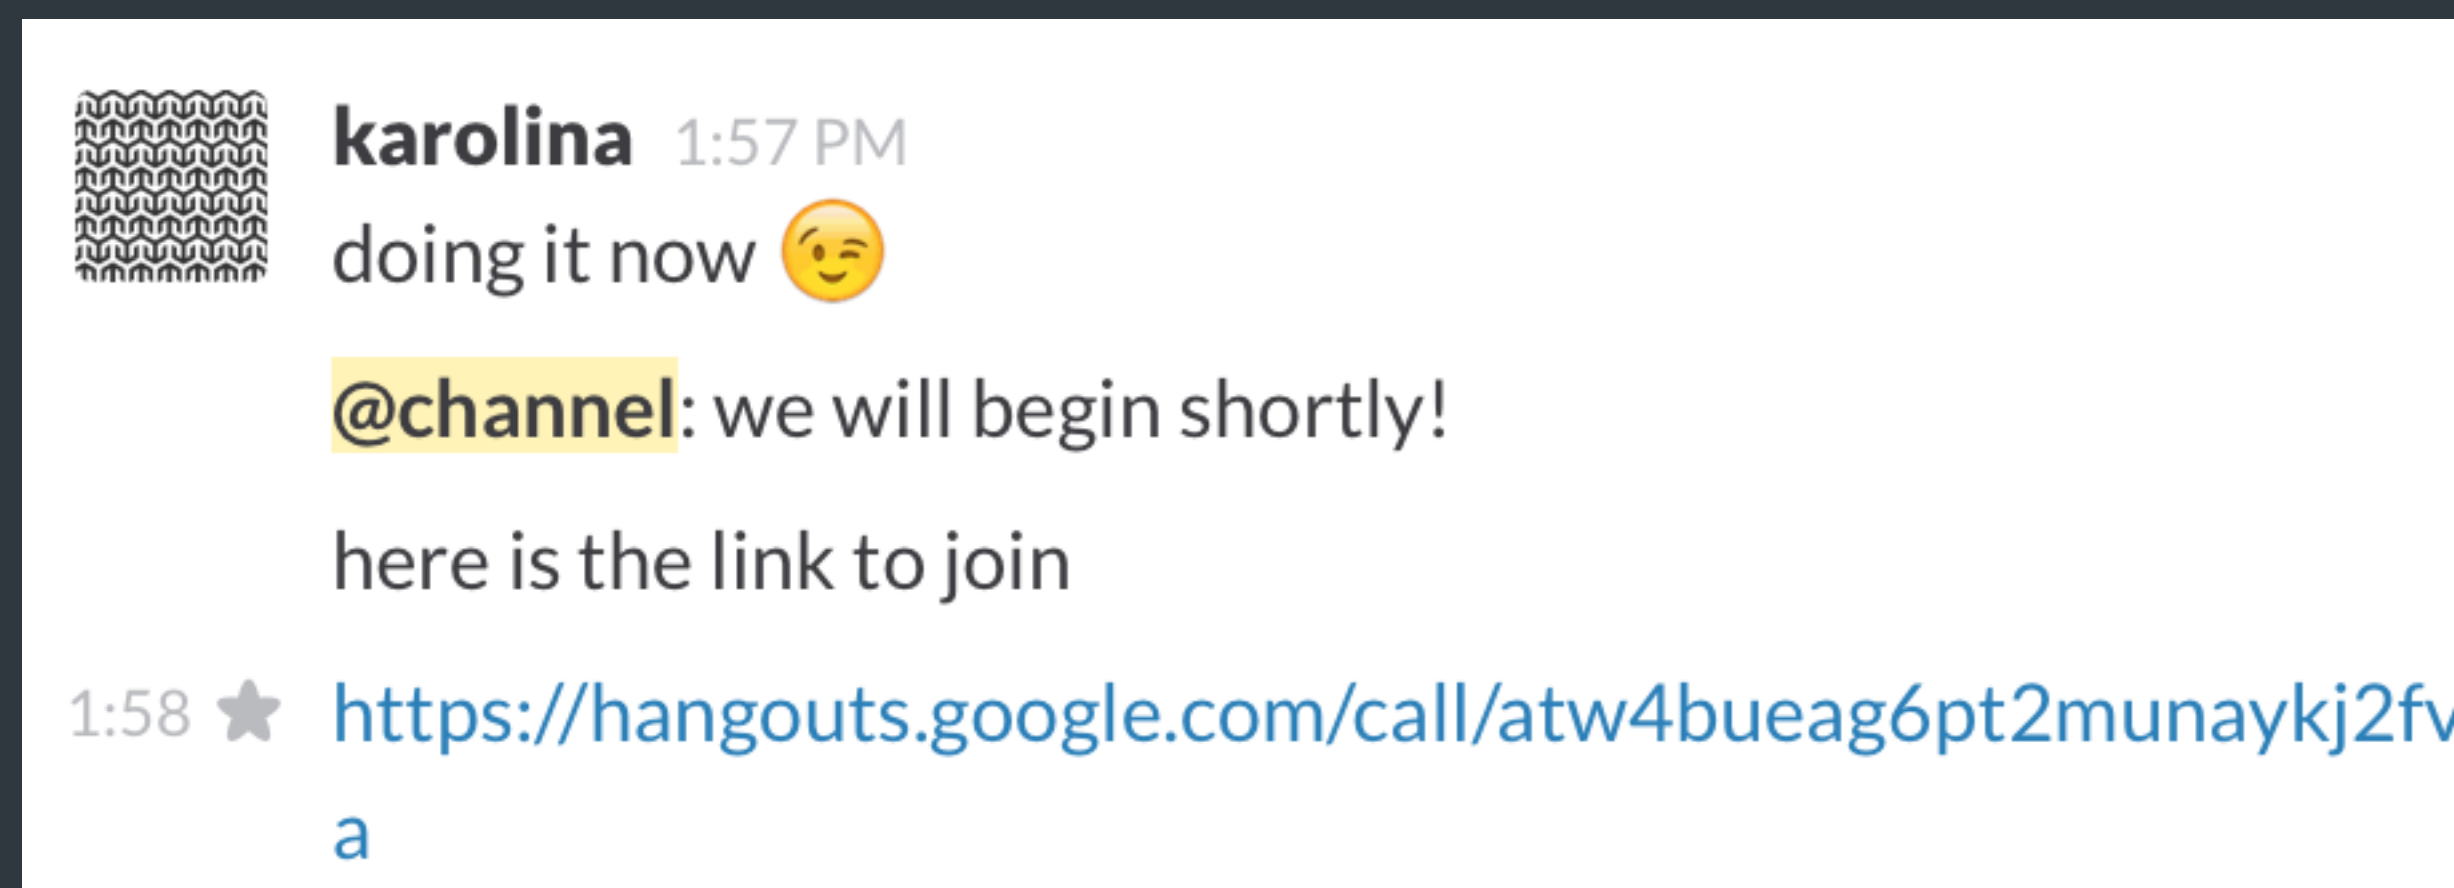 karolina 1:57 PM
doing it now 😉
@channel: we will begin shortly!
here is the link to join
1:58 ★ https://hangouts.google.com/call/atw4bueag6pt2munaykj2fv
a